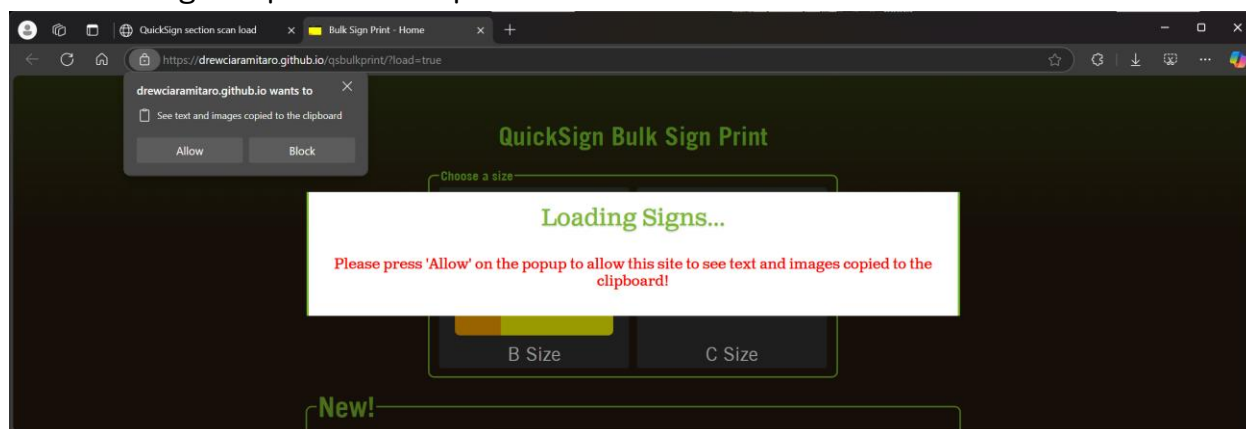 QuickSign section scan load
Bulk Sign Print - Home
https://drewciaramitaro.github.io/qsbulkprint/?load=true
drewciaramitaro.github.io wants to
See text and images copied to the clipboard
Allow Block
QuickSign Bulk Sign Print
Choose a size
Loading Signs...
Please press 'Allow' on the popup to allow this site to see text and images copied to the
clipboard!
B Size C Size
New!